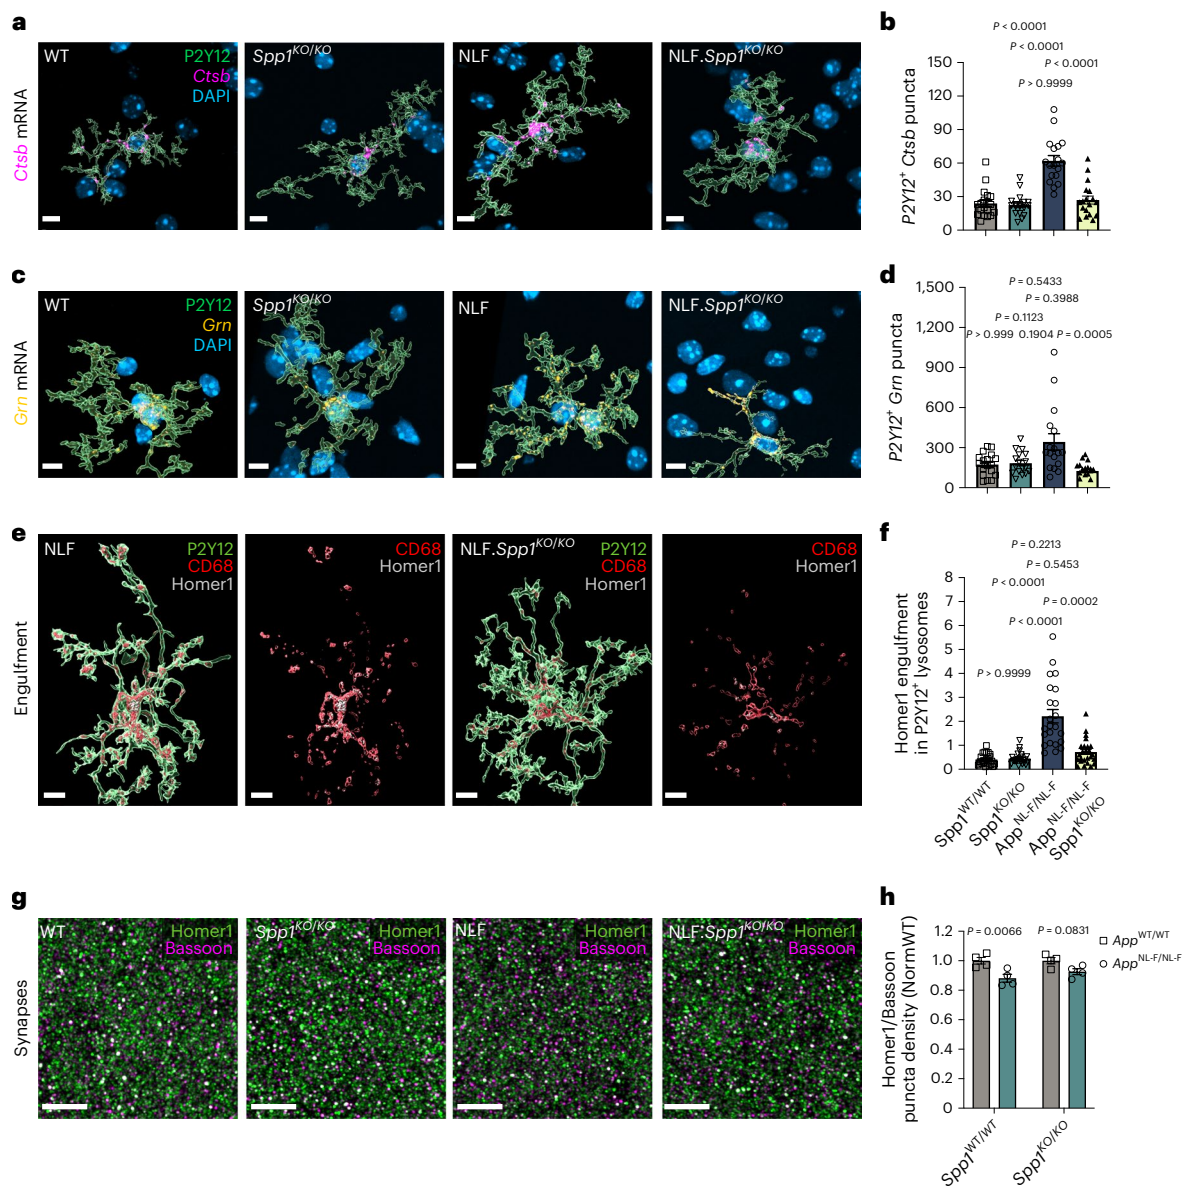 a
WT
P2Y12
Ctsb
DAPI
Spp1KO/KO
NLF
NLF.Spp1KO/KO
Ctsb mRNA
b
P < 0.0001
P < 0.0001
P < 0.0001
P > 0.9999
150
120
90
60
30
0
P2Y12+ Ctsb puncta
c
WT
P2Y12
Grn
DAPI
Spp1KO/KO
NLF
NLF.Spp1KO/KO
Grn mRNA
d
P = 0.5433
P = 0.3988
P = 0.1123
P > 0.999 0.1904 P = 0.0005
1,500
1,200
900
600
300
0
P2Y12+ Grn puncta
e
NLF
P2Y12
CD68
Homer1
CD68
Homer1
NLF.Spp1KO/KO
P2Y12
CD68
Homer1
CD68
Homer1
Engulfment
f
P = 0.2213
P = 0.5453
P < 0.0001
P = 0.0002
P < 0.0001
P > 0.9999
8
7
6
5
4
3
2
1
0
Homer1 engulfment
in P2Y12+ lysosomes
Spp1WT/WT
Spp1KO/KO
AppNL-F/NL-F
AppNL-F/NL-F
Spp1KO/KO
g
WT
Homer1
Bassoon
Spp1KO/KO
Homer1
Bassoon
NLF
Homer1
Bassoon
NLF.Spp1KO/KO
Homer1
Bassoon
Synapses
h
P = 0.0066
P = 0.0831
1.2
1.0
0.8
0.6
0.4
0.2
0
Homer1/Bassoon
puncta density (NormWT)
AppWT/WT
AppNL-F/NL-F
Spp1WT/WT
Spp1KO/KO